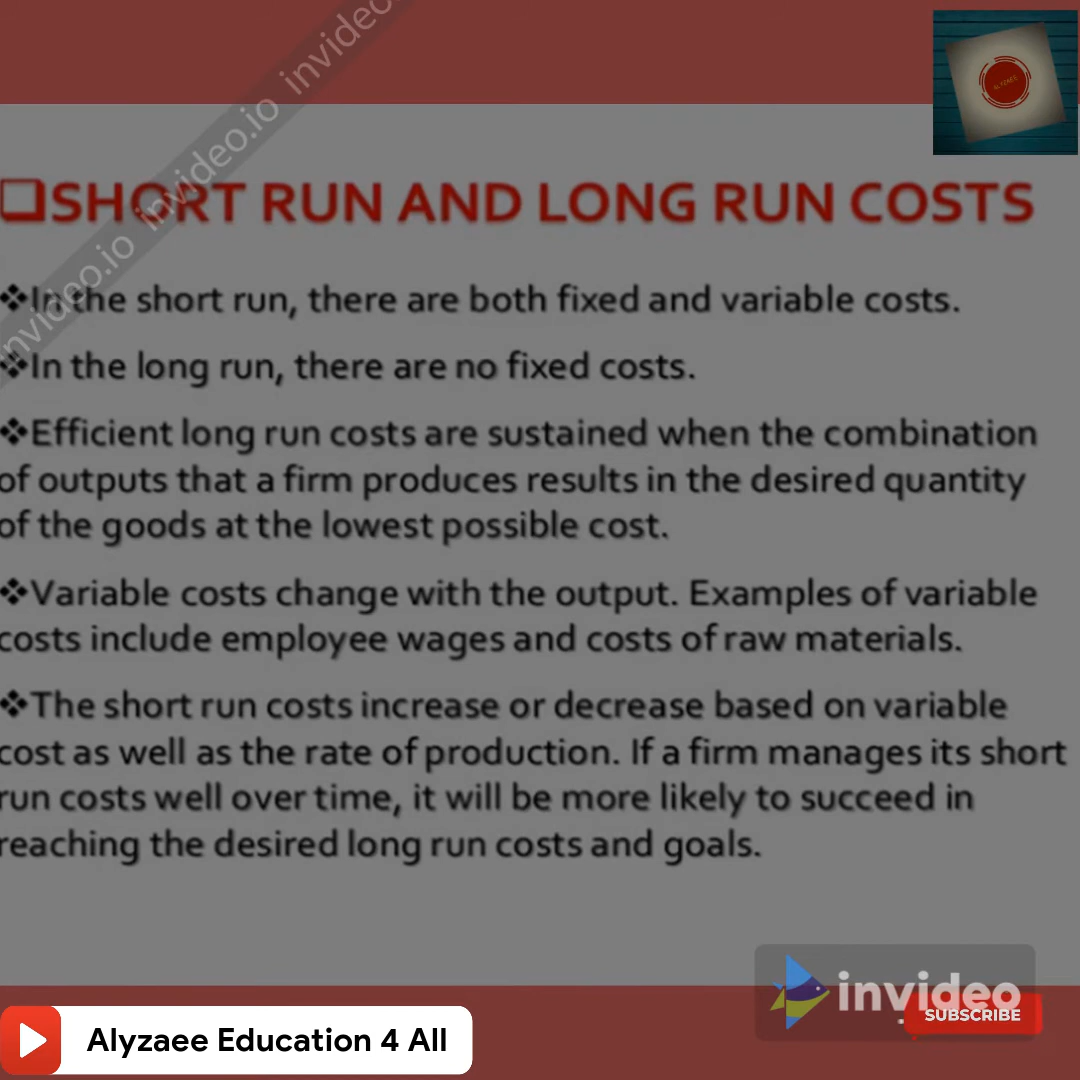 ALYZAEE
invideo.io invideo.io invideo
❑SHORT RUN AND LONG RUN COSTS
❖In the short run, there are both fixed and variable costs.
❖In the long run, there are no fixed costs.
❖Efficient long run costs are sustained when the combination
of outputs that a firm produces results in the desired quantity
of the goods at the lowest possible cost.
❖Variable costs change with the output. Examples of variable
costs include employee wages and costs of raw materials.
❖The short run costs increase or decrease based on variable
cost as well as the rate of production. If a firm manages its short
run costs well over time, it will be more likely to succeed in
reaching the desired long run costs and goals.
invideo
SUBSCRIBE
Alyzaee Education 4 All